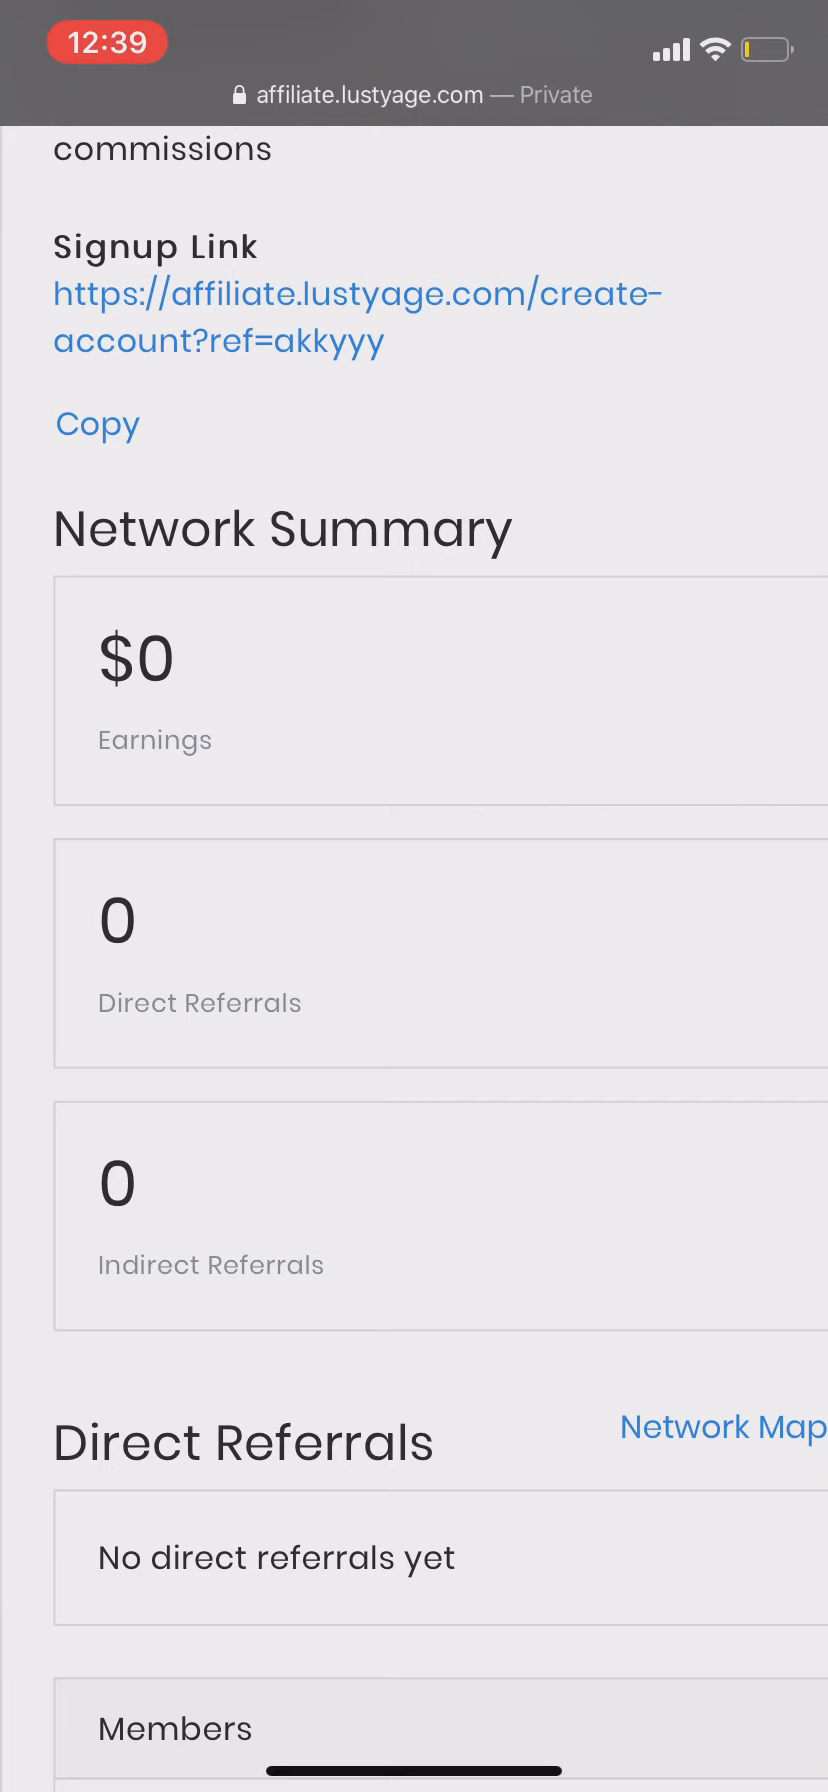 12:39
affiliate.lustyage.com — Private
commissions
Signup Link
https://affiliate.lustyage.com/create-
account?ref=akkyyy
Copy
Network Summary
$0
Earnings
0
Direct Referrals
0
Indirect Referrals
Direct Referrals
Network Map
No direct referrals yet
Members